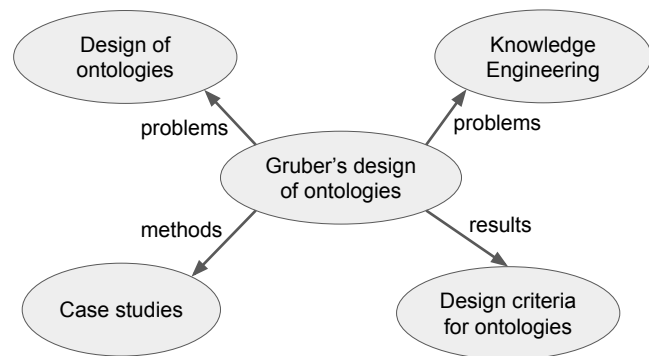 Design of
ontologies
Knowledge
Engineering
problems
problems
Gruber’s design
of ontologies
methods
results
Case studies
Design criteria
for ontologies